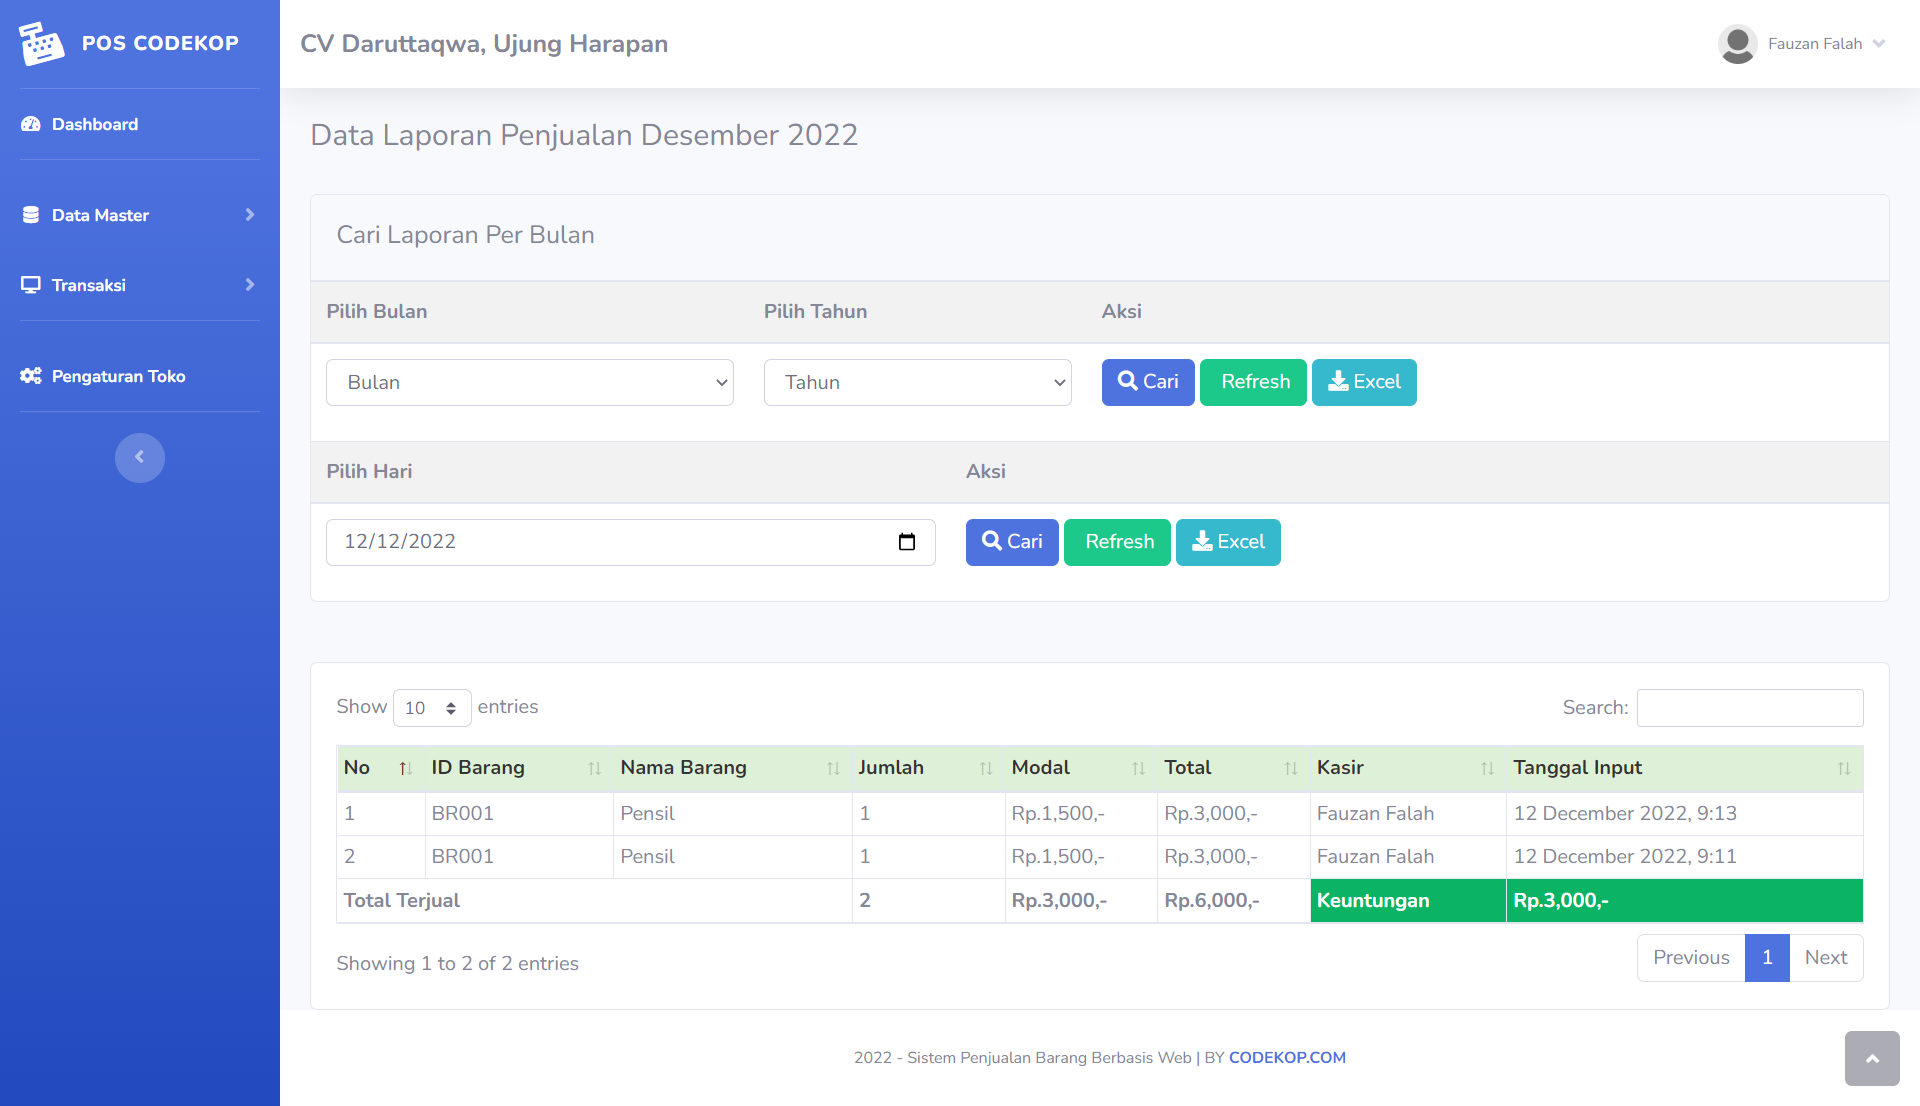 POS CODEKOP
CV Daruttaqwa, Ujung Harapan
Fauzan Falah
Dashboard
Data Master
Transaksi
Pengaturan Toko
Data Laporan Penjualan Desember 2022
Cari Laporan Per Bulan
Pilih Bulan Pilih Tahun Aksi
Bulan Tahun Cari Refresh Excel
Pilih Hari Aksi
12/12/2022 Cari Refresh Excel
Show 10 entries Search:
No ID Barang Nama Barang Jumlah Modal Total Kasir Tanggal Input
1 BR001 Pensil 1 Rp.1,500,- Rp.3,000,- Fauzan Falah 12 December 2022, 9:13
2 BR001 Pensil 1 Rp.1,500,- Rp.3,000,- Fauzan Falah 12 December 2022, 9:11
Total Terjual 2 Rp.3,000,- Rp.6,000,- Keuntungan Rp.3,000,-
Showing 1 to 2 of 2 entries Previous 1 Next
2022 - Sistem Penjualan Barang Berbasis Web | BY CODEKOP.COM